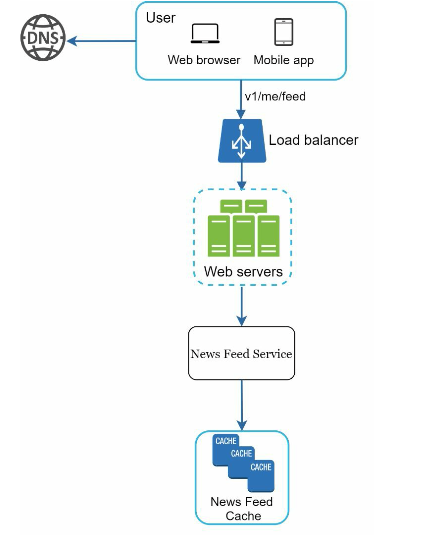 User
DNS
Web browser
Mobile app
v1/me/feed
Load balancer
Web servers
News Feed Service
CACHE
CACHE
CACHE
News Feed
Cache